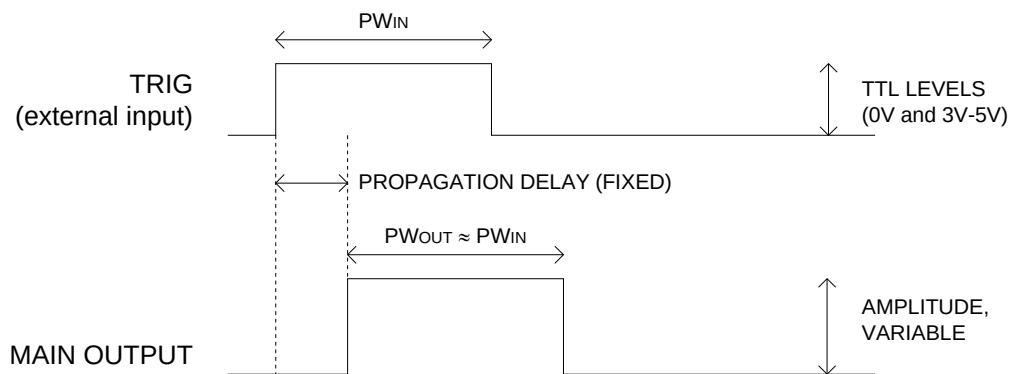 PWIN
TRIG
(external input)
TTL LEVELS
(0V and 3V-5V)
PROPAGATION DELAY (FIXED)
PWOUT ≈ PWIN
AMPLITUDE,
VARIABLE
MAIN OUTPUT